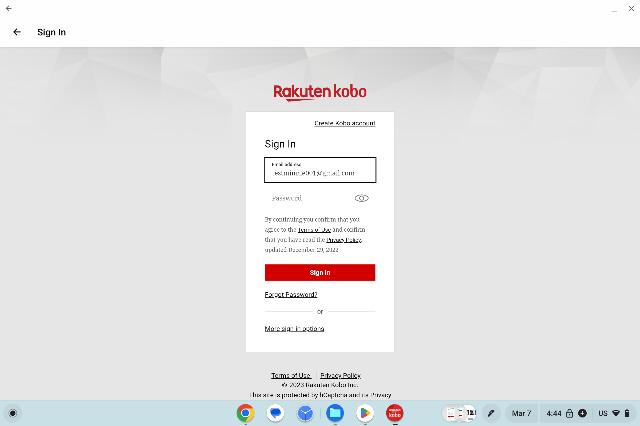 Sign In
Rakuten kobo
Create Kobo account
Sign In
Email address
Password
By continuing you confirm that you
agree to the Terms of Use and confirm
that you have read the Privacy Policy,
updated December 29, 2022
Sign In
Forgot Password?
or
More sign in options
Terms of Use | Privacy Policy
© 2023 Rakuten Kobo Inc.
This site is protected by hCaptcha and its Privacy
Mar 7 4:44 US